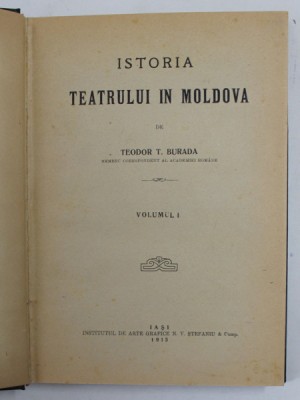 ISTORIA
TEATRULUI IN MOLDOVA
DE
TEODOR T. BURADA
MEMBRU CORESPONDENT AL ACADEMIEI ROMÂNE
VOLUMUL I
IAȘI
INSTITUTUL DE ARTE GRAFICE N. V. ȘTEFANIU & Comp.
1915